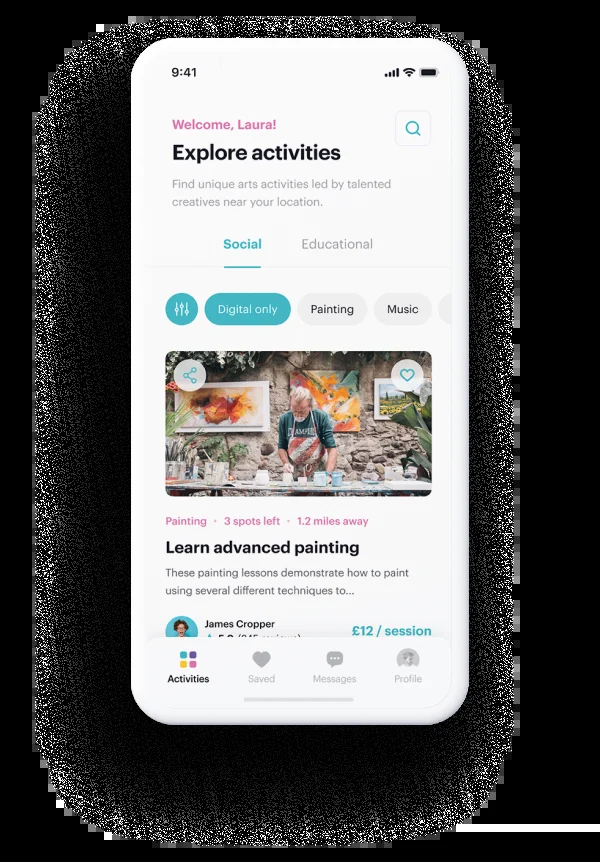 9:41
Welcome, Laura!
Explore activities
Find unique arts activities led by talented
creatives near your location.
Social Educational
Digital only Painting Music
Painting • 3 spots left • 1.2 miles away
Learn advanced painting
These painting lessons demonstrate how to paint
using several different techniques to...
James Cropper
£12 / session
Activities Saved Messages Profile